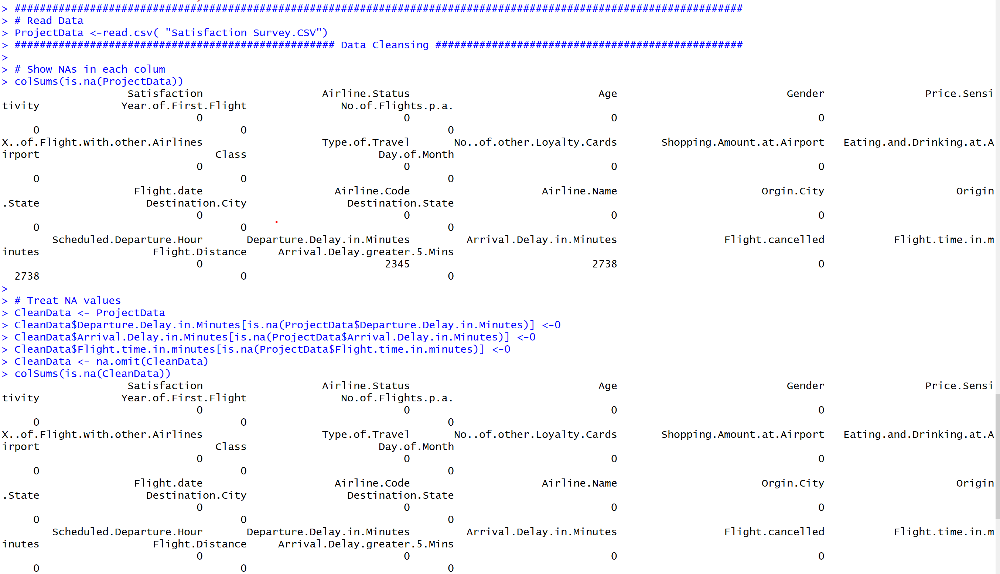 > ####################################################################################################################
> # Read Data
> ProjectData <-read.csv( "Satisfaction Survey.CSV")
> ################################################### Data Cleansing #################################################
>
> # Show NAs in each colum
> colSums(is.na(ProjectData))
Satisfaction Airline.Status Age Gender Price.Sensi
tivity Year.of.First.Flight No.of.Flights.p.a.
0 0 0 0
0 0 0
X..of.Flight.with.other.Airlines Type.of.Travel No..of.other.Loyalty.Cards Shopping.Amount.at.Airport Eating.and.Drinking.at.A
irport Class Day.of.Month
0 0 0 0
0 0 0
Flight.date Airline.Code Airline.Name Orgin.City Origin
.State Destination.City Destination.State
0 0 0 0
0 0 0
Scheduled.Departure.Hour Departure.Delay.in.Minutes Arrival.Delay.in.Minutes Flight.cancelled Flight.time.in.m
inutes Flight.Distance Arrival.Delay.greater.5.Mins
0 2345 2738 0
2738 0 0
>
> # Treat NA values
> CleanData <- ProjectData
> CleanData$Departure.Delay.in.Minutes[is.na(ProjectData$Departure.Delay.in.Minutes)] <-0
> CleanData$Arrival.Delay.in.Minutes[is.na(ProjectData$Arrival.Delay.in.Minutes)] <-0
> CleanData$Flight.time.in.minutes[is.na(ProjectData$Flight.time.in.minutes)] <-0
> CleanData <- na.omit(CleanData)
> colSums(is.na(CleanData))
Satisfaction Airline.Status Age Gender Price.Sensi
tivity Year.of.First.Flight No.of.Flights.p.a.
0 0 0 0
0 0 0
X..of.Flight.with.other.Airlines Type.of.Travel No..of.other.Loyalty.Cards Shopping.Amount.at.Airport Eating.and.Drinking.at.A
irport Class Day.of.Month
0 0 0 0
0 0 0
Flight.date Airline.Code Airline.Name Orgin.City Origin
.State Destination.City Destination.State
0 0 0 0
0 0 0
Scheduled.Departure.Hour Departure.Delay.in.Minutes Arrival.Delay.in.Minutes Flight.cancelled Flight.time.in.m
inutes Flight.Distance Arrival.Delay.greater.5.Mins
0 0 0 0
0 0 0